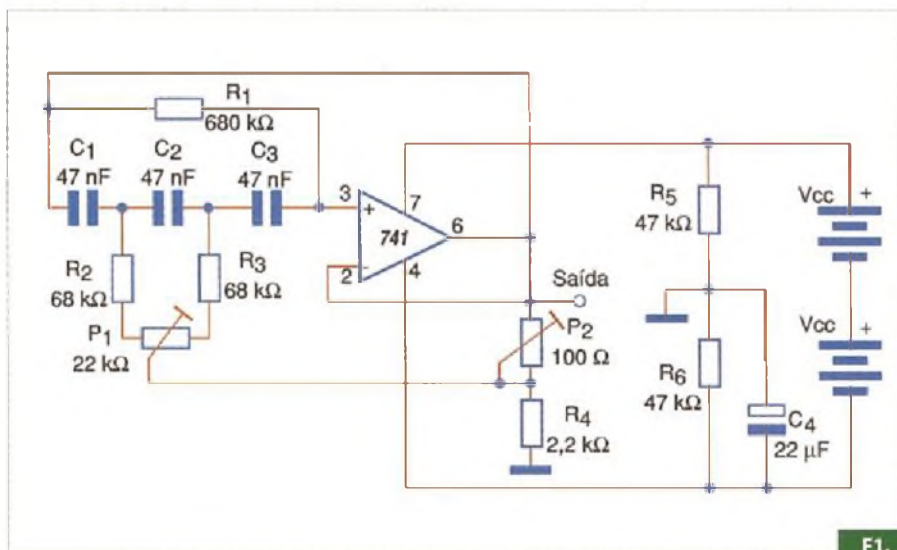 R1
680 kΩ
C1
47 nF
C2
47 nF
C3
47 nF
3
+
7
741
6
2
-
4
R2
68 kΩ
R3
68 kΩ
P1
22 kΩ
Saída
P2
100 Ω
R4
2,2 kΩ
R5
47 kΩ
R6
47 kΩ
C4
22 µF
Vcc +
Vcc +
F1.